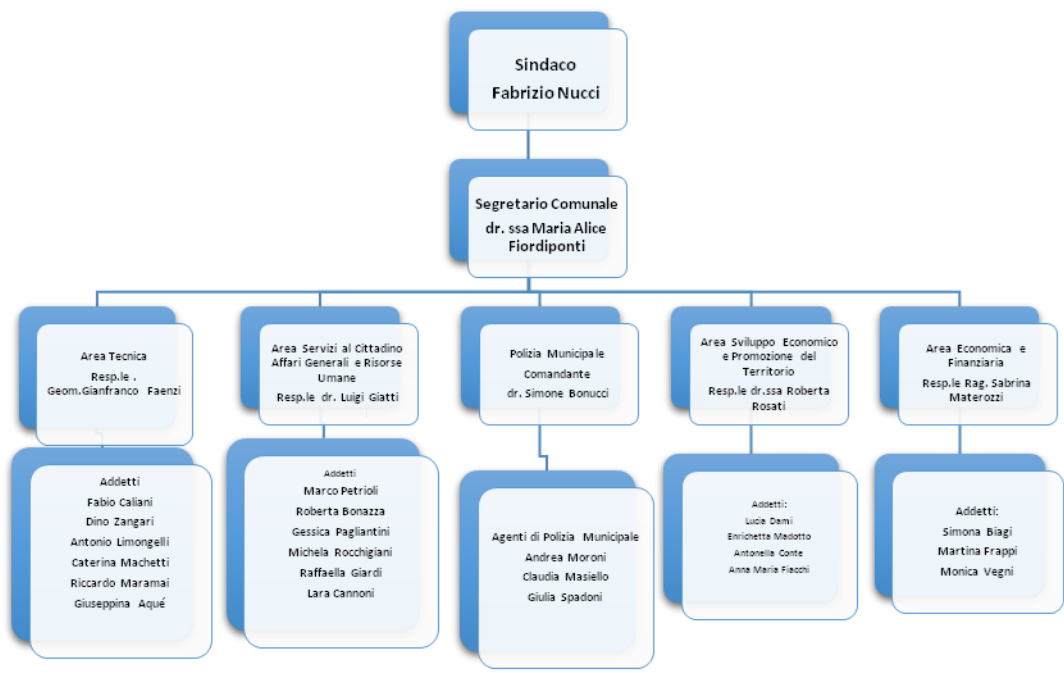 Sindaco
Fabrizio Nucci
Segretario Comunale
dr. ssa Maria Alice
Fiordiponti
Area Tecnica
Resp.le .
Geom.Gianfranco Faenzi
Area Servizi al Cittadino
Affari Generali e Risorse
Umane
Resp.le dr. Luigi Giatti
Polizia Municipale
Comandante
dr. Simone Bonucci
Area Sviluppo Economico
e Promozione del
Territorio
Resp.le dr.ssa Roberta
Rosati
Area Economica e
Finanziaria
Resp.le Rag. Sabrina
Materozzi
Addetti
Fabio Caliani
Dino Zangari
Antonio Limongelli
Caterina Machetti
Riccardo Maramai
Giuseppina Aqué
Addetti
Marco Petrioli
Roberta Bonazza
Gessica Pagliantini
Michela Rocchigiani
Raffaella Giardi
Lara Cannoni
Agenti di Polizia Municipale
Andrea Moroni
Claudia Masiello
Giulia Spadoni
Addetti:
Lucia Dami
Enrichetta Madotto
Antonella Conte
Anna Maria Fiacchi
Addetti:
Simona Biagi
Martina Frappi
Monica Vegni